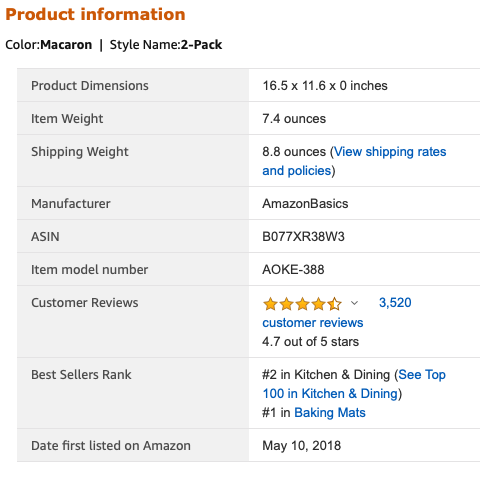 Product information
Color:Macaron | Style Name:2-Pack
Product Dimensions 16.5 x 11.6 x 0 inches
Item Weight 7.4 ounces
Shipping Weight 8.8 ounces (View shipping rates
and policies)
Manufacturer AmazonBasics
ASIN B077XR38W3
Item model number AOKE-388
Customer Reviews 3,520
customer reviews
4.7 out of 5 stars
Best Sellers Rank #2 in Kitchen & Dining (See Top
100 in Kitchen & Dining)
#1 in Baking Mats
Date first listed on Amazon May 10, 2018